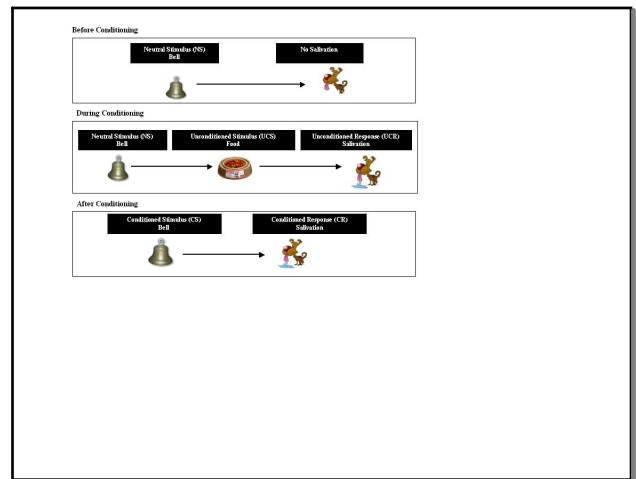 Before Conditioning
Neutral Stimulus (NS)
Bell
No Salivation
During Conditioning
Neutral Stimulus (NS)
Bell
Unconditioned Stimulus (UCS)
Food
Unconditioned Response (UCR)
Salivation
After Conditioning
Conditioned Stimulus (CS)
Bell
Conditioned Response (CR)
Salivation